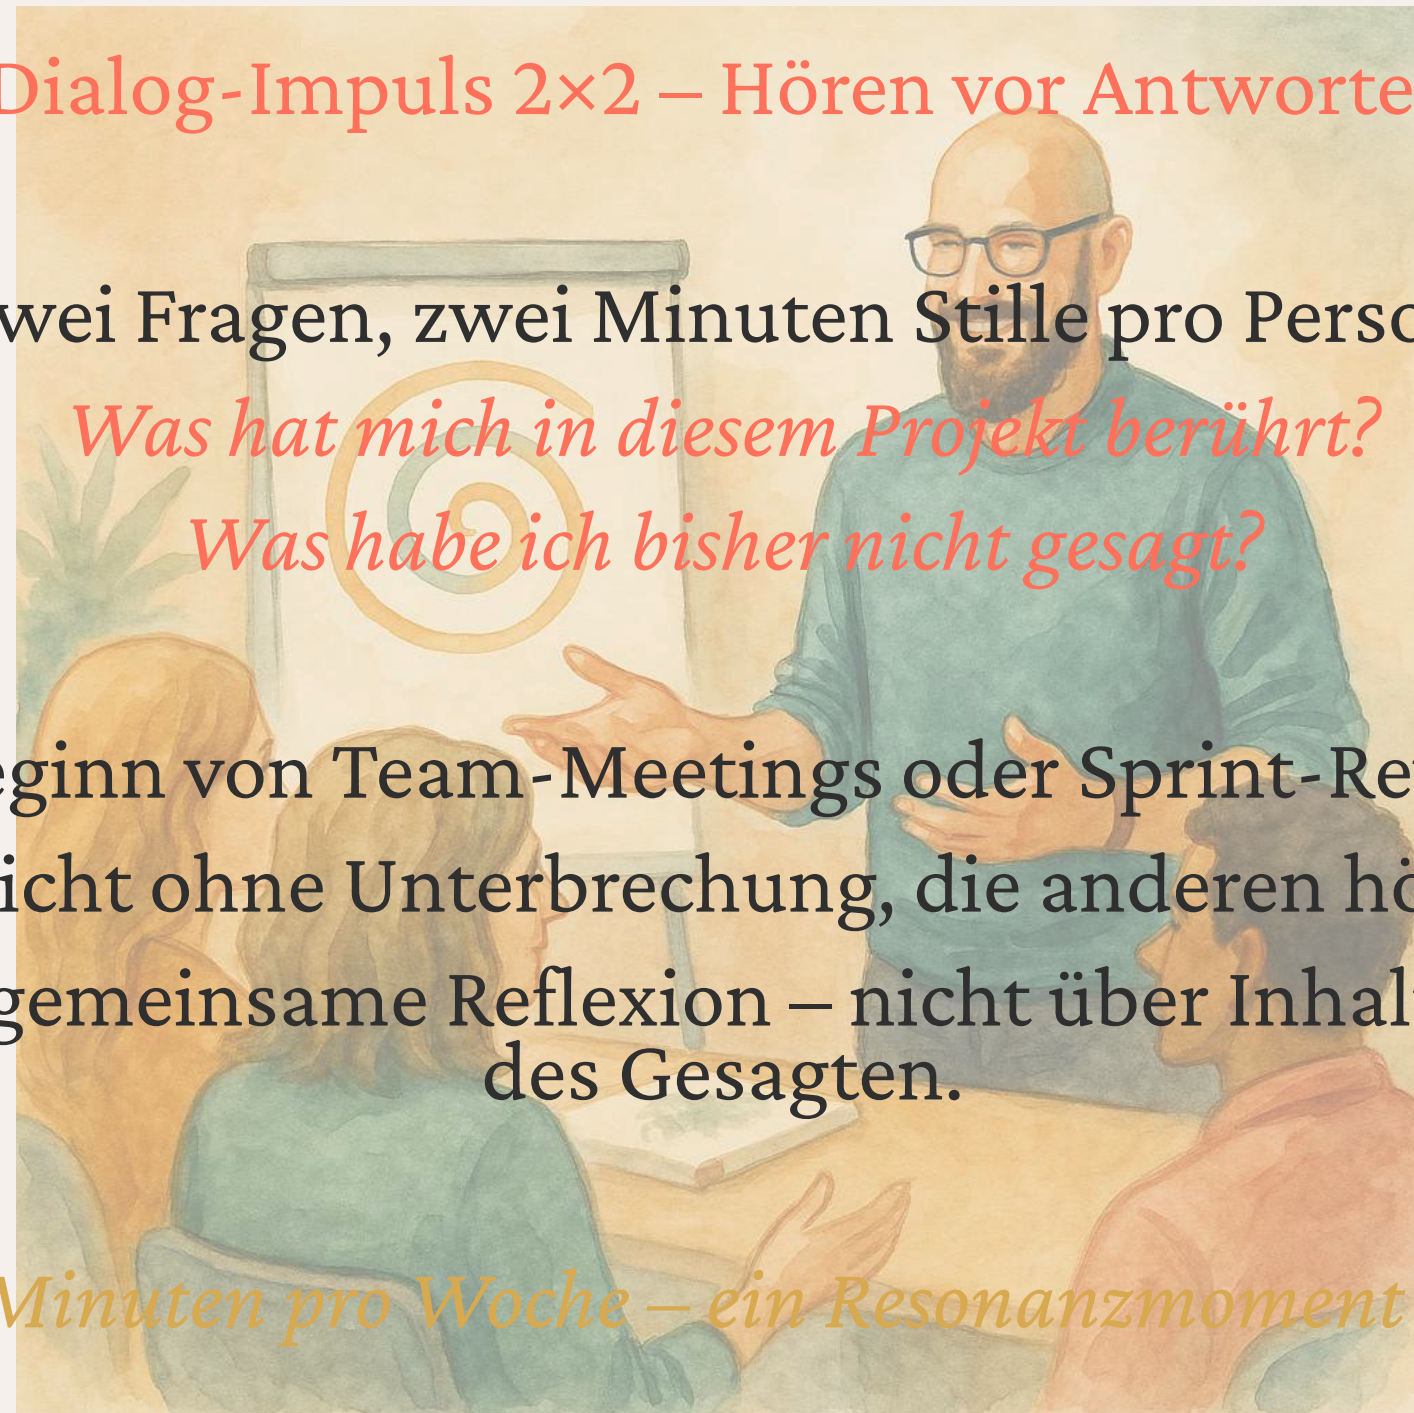 Dialog-Impuls 2×2 – Hören vor Antworte
wei Fragen, zwei Minuten Stille pro Perso
Was hat mich in diesem Projekt berührt?
Was habe ich bisher nicht gesagt?
eginn von Team-Meetings oder Sprint-Re
icht ohne Unterbrechung, die anderen hö
gemeinsame Reflexion – nicht über Inhal
des Gesagten.
Minuten pro Woche – ein Resonanzmoment